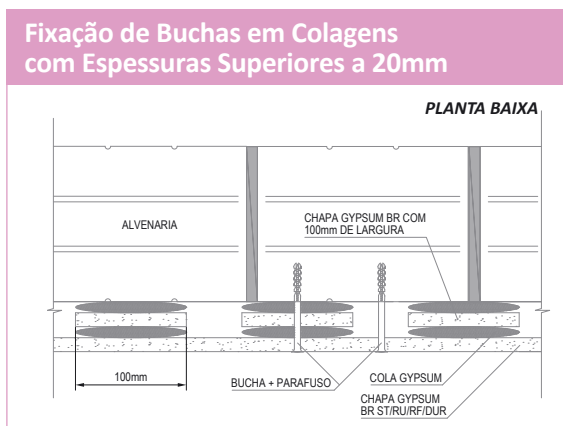 Fixação de Buchas em Colagens
com Espessuras Superiores a 20mm
PLANTA BAIXA
ALVENARIA
CHAPA GYPSUM BR COM
100mm DE LARGURA
100mm
BUCHA + PARAFUSO
COLA GYPSUM
CHAPA GYPSUM
BR ST/RU/RF/DUR